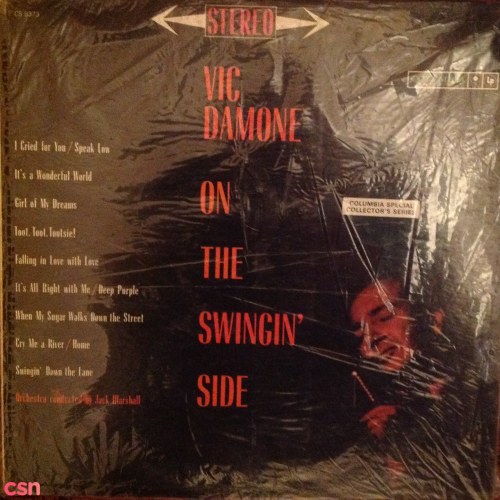 CS 8373
STEREO
VIC
DAMONE
ON
THE
SWINGIN'
SIDE
COLUMBIA SPECIAL
COLLECTOR'S SERIES
I Cried for You / Speak Low
It's a Wonderful World
Girl of My Dreams
Toot, Toot, Tootsie!
Falling in Love with Love
It's All Right with Me / Deep Purple
When My Sugar Walks Down the Street
Cry Me a River / Home
Swingin' Down the Lane
Orchestra conducted by Jack Marshall
csn